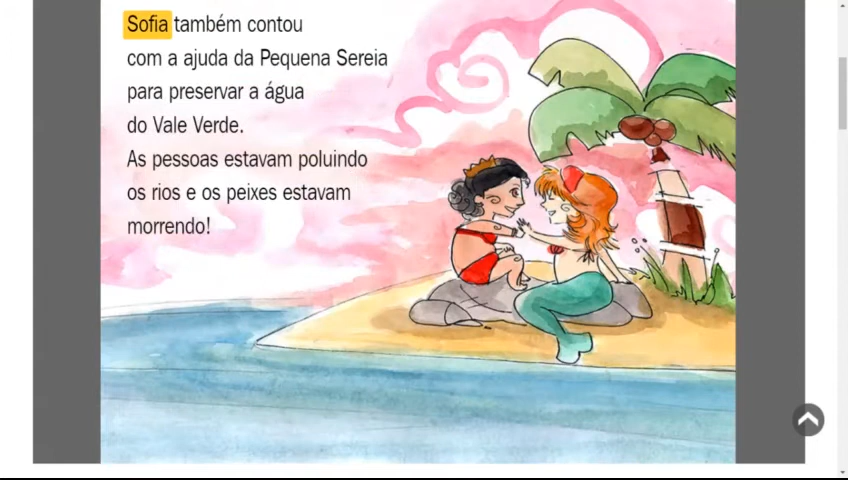 Sofia também contou
com a ajuda da Pequena Sereia
para preservar a água
do Vale Verde.
As pessoas estavam poluindo
os rios e os peixes estavam
morrendo!